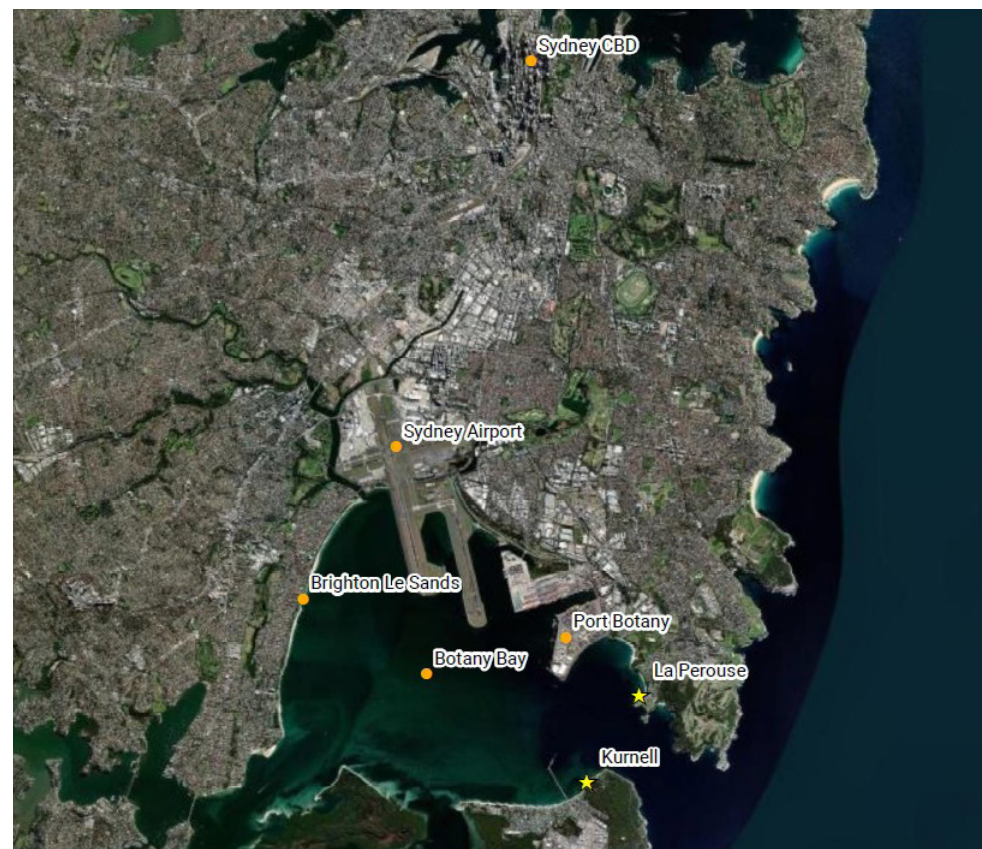 Sydney CBD
Sydney Airport
Brighton Le Sands
Port Botany
Botany Bay
La Perouse
Kurnell